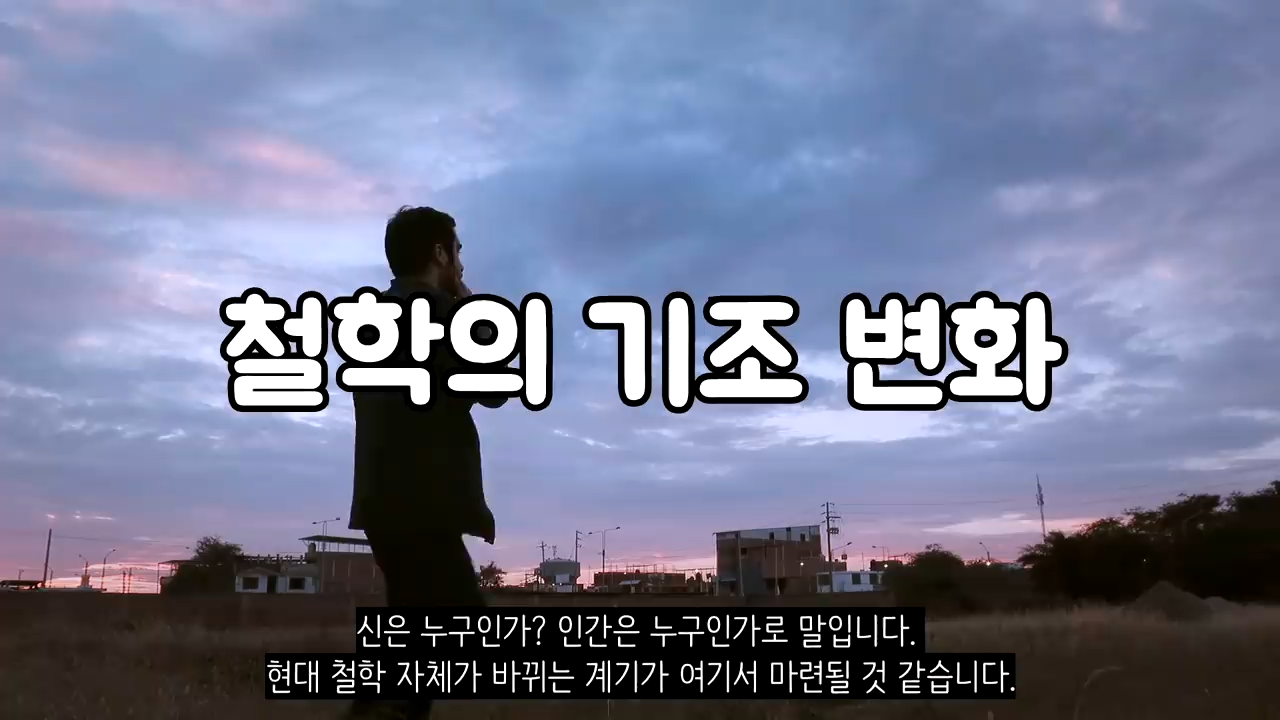 철학의 기조 변화
신은 누구인가? 인간은 누구인가로 말입니다.
현대 철학 자체가 바뀌는 계기가 여기서 마련될 것 같습니다.